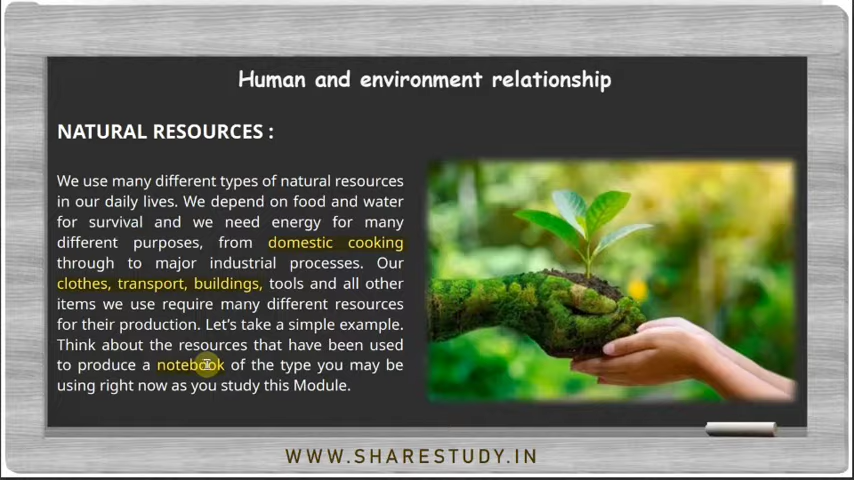 Human and environment relationship
NATURAL RESOURCES :
We use many different types of natural resources
in our daily lives. We depend on food and water
for survival and we need energy for many
different purposes, from domestic cooking
through to major industrial processes. Our
clothes, transport, buildings, tools and all other
items we use require many different resources
for their production. Let's take a simple example.
Think about the resources that have been used
to produce a notebook of the type you may be
using right now as you study this Module.
WWW.SHARESTUDY.IN